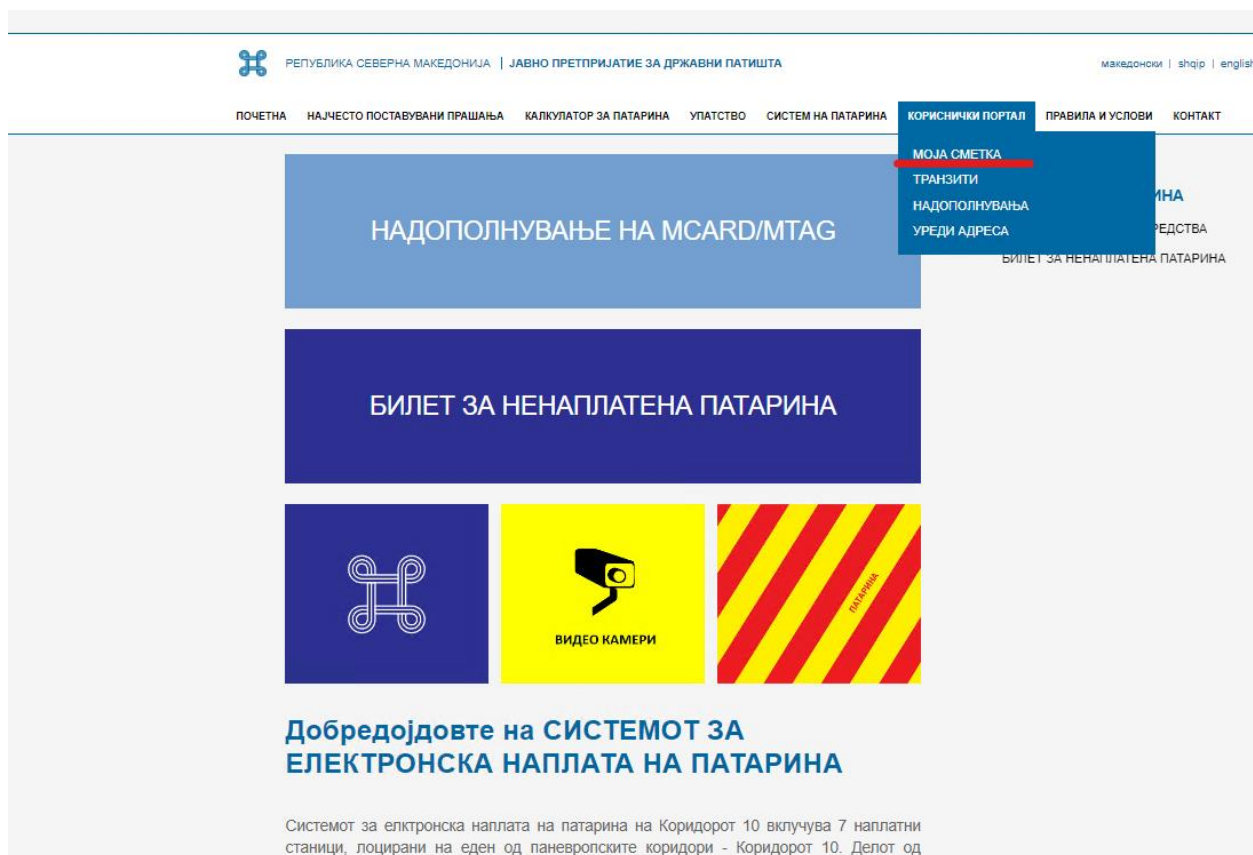 РЕПУБЛИКА СЕВЕРНА МАКЕДОНИЈА | ЈАВНО ПРЕТПРИЈАТИЕ ЗА ДРЖАВНИ ПАТИШТА
македонски | shqip | english
ПОЧЕТНА НАЈЧЕСТО ПОСТАВУВАНИ ПРАШАЊА КАЛКУЛАТОР ЗА ПАТАРИНА УПАТСТВО СИСТЕМ НА ПАТАРИНА КОРИСНИЧКИ ПОРТАЛ ПРАВИЛА И УСЛОВИ КОНТАКТ
МОЈА СМЕТКА
ТРАНЗИТИ
НАДОПОЛНУВАЊА
УРЕДИ АДРЕСА
БИЛЕТ ЗА НЕНАПЛАТЕНА ПАТАРИНА
НАДОПОЛНУВАЊЕ НА MCARD/MTAG
БИЛЕТ ЗА НЕНАПЛАТЕНА ПАТАРИНА
ВИДЕО КАМЕРИ
ПАТАРИНА
Добредојдовте на СИСТЕМОТ ЗА
ЕЛЕКТРОНСКА НАПЛАТА НА ПАТАРИНА
Системот за елктронска наплата на патарина на Коридорот 10 вклучува 7 наплатни
станици, лоцирани на еден од паневропските коридори - Коридорот 10. Делот од